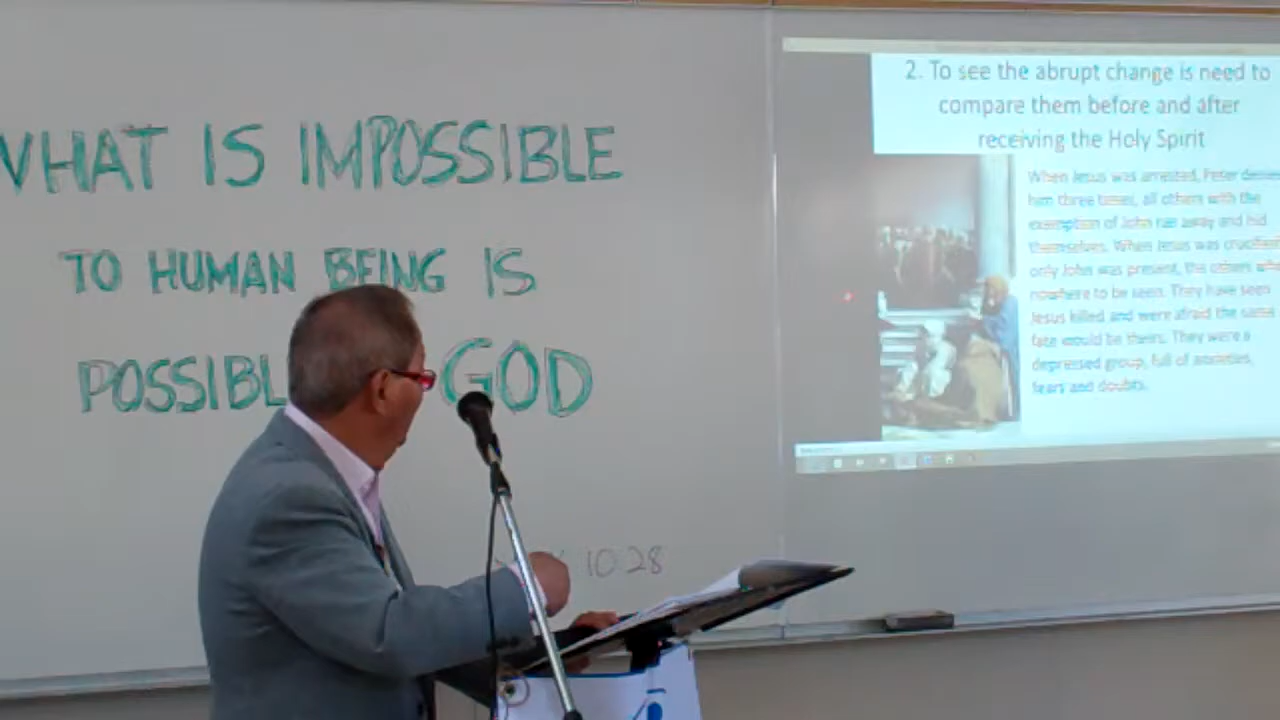 WHAT IS IMPOSSIBLE
TO HUMAN BEING IS
POSSIBL GOD
10:28
2. To see the abrupt change is need to
compare them before and after
receiving the Holy Spirit
When Jesus was arrested, Peter denied
him three times, all others with the
exemption of John ran away and hid
themselves. When Jesus was crucified
only John was present, the others
nowhere to be seen. They have seen
Jesus killed and were afraid the same
fate would be theirs. They were a
depressed group, full of anxieties,
fears and doubts.